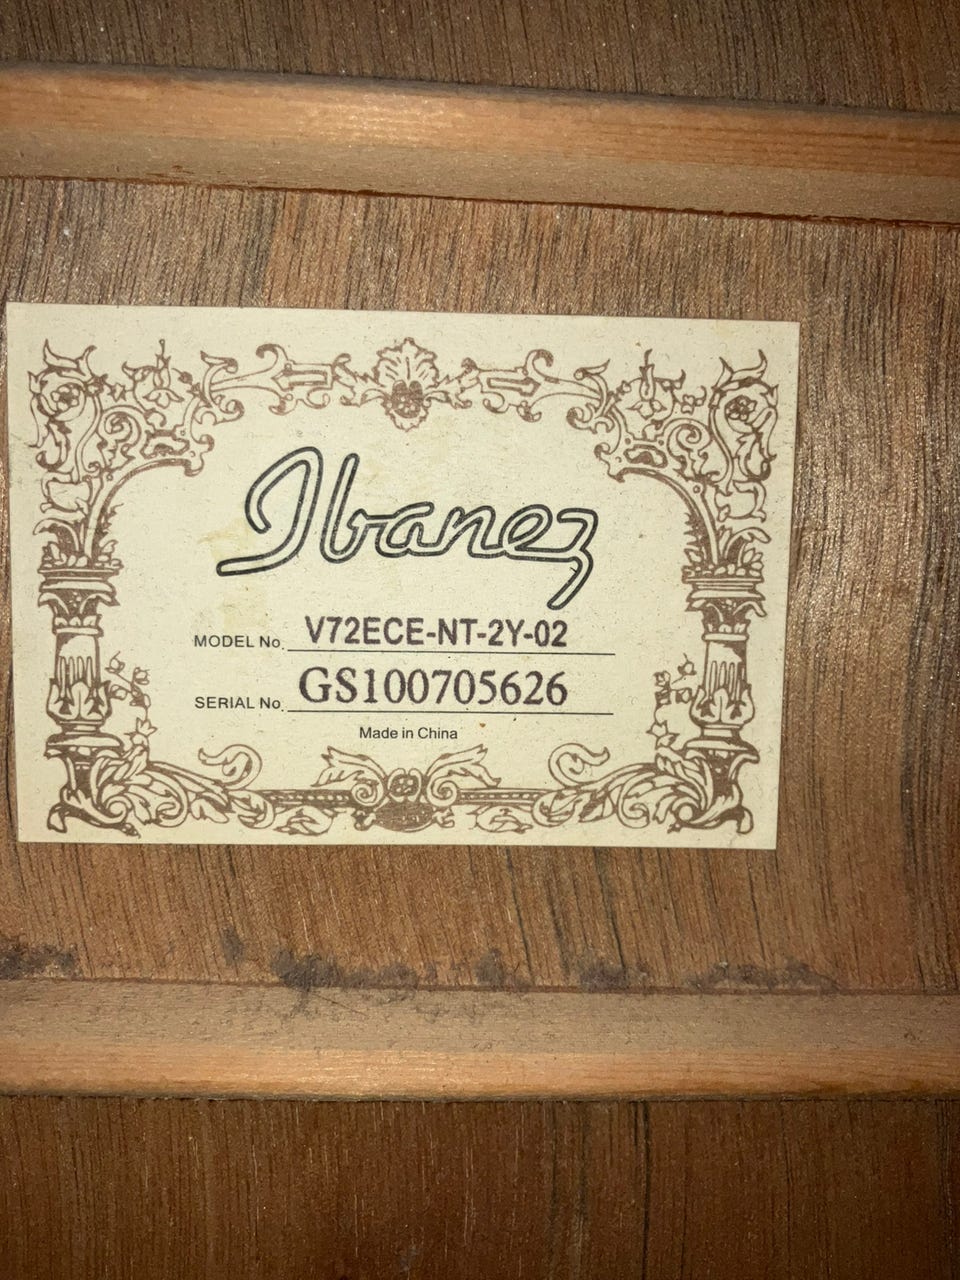 Ibanez
MODEL No. V72ECE-NT-2Y-02
SERIAL No. GS100705626
Made in China